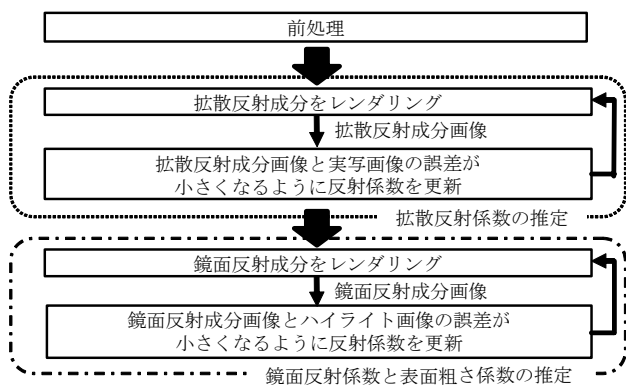 前処理
拡散反射成分をレンダリング
拡散反射成分画像
拡散反射成分画像と実写画像の誤差が
小さくなるように反射係数を更新
拡散反射係数の推定
鏡面反射成分をレンダリング
鏡面反射成分画像
鏡面反射成分画像とハイライト画像の誤差が
小さくなるように反射係数を更新
鏡面反射係数と表面粗さ係数の推定